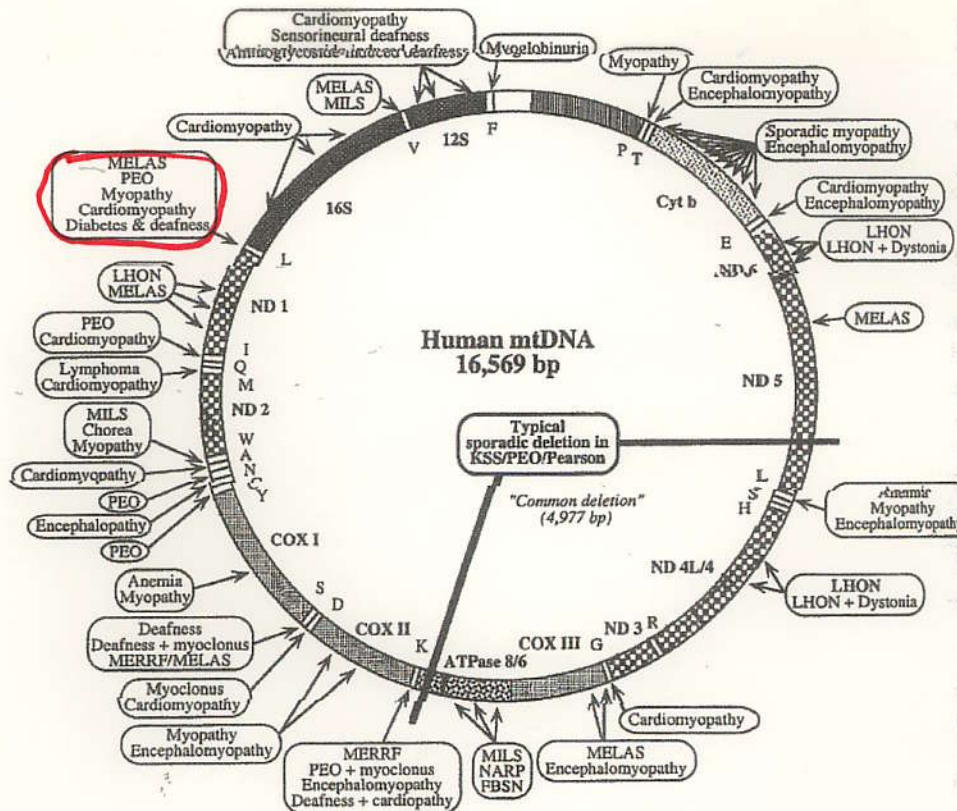 Cardiomyopathy
Sensorineural deafness
Aminoglycoside-induced deafness
Myoglobinuria
Myopathy
Cardiomyopathy
Encephalomyopathy
MELAS
MILS
Cardiomyopathy
Sporadic myopathy
Encephalomyopathy
MELAS
PEO
Myopathy
Cardiomyopathy
Diabetes & deafness
Cardiomyopathy
Encephalomyopathy
LHON
LHON + Dystonia
LHON
MELAS
MELAS
PEO
Cardiomyopathy
Lymphoma
Cardiomyopathy
MILS
Chorea
Myopathy
Cardiomyopathy
PEO
Encephalopathy
PEO
Anemia
Myopathy
Encephalomyopathy
Anemia
Myopathy
LHON
LHON + Dystonia
Deafness
Deafness + myoclonus
MERRF/MELAS
Myoclonus
Cardiomyopathy
Myopathy
Encephalomyopathy
MERRF
PEO + myoclonus
Encephalomyopathy
Deafness + cardiopathy
MILS
NARP
FBSN
MELAS
Encephalomyopathy
Cardiomyopathy
F
V
12S
16S
L
ND 1
I
Q
M
ND 2
W
A
N
C
Y
COX I
S
D
COX II
K
ATPase 8/6
COX III
G
ND 3
R
ND 4L/4
H
S
L
ND 5
ND 6
E
Cyt b
T
P
Human mtDNA
16,569 bp
Typical
sporadic deletion in
KSS/PEO/Pearson
"Common deletion"
(4,977 bp)